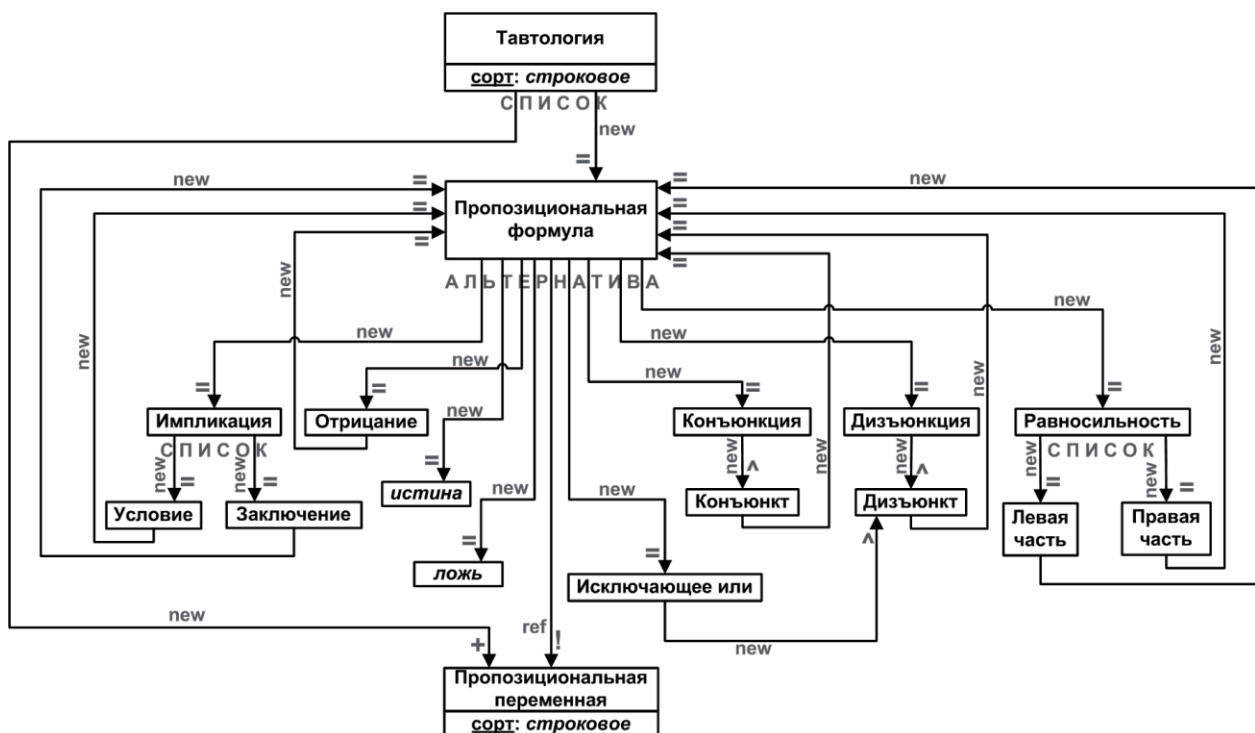 Тавтология
сорт: строковое
СПИСОК
new
=
new
=
=
new
Пропозициональная
формула
=
=
=
=
=
new
new
new
АЛЬТЕРНАТИВА
new
new
new
new
new
new
=
=
=
=
=
new
new
Импликация
Отрицание
Конъюнкция
Дизъюнкция
Равносильность
СПИСОК
new
new
=
=
=
истина
new
new
new
^
new
^
СПИСОК
new
new
=
=
Условие
Заключение
Конъюнкт
Дизъюнкт
Левая
часть
Правая
часть
=
ложь
=
Исключающее или
^
new
new
ref
+
!
Пропозициональная
переменная
сорт: строковое